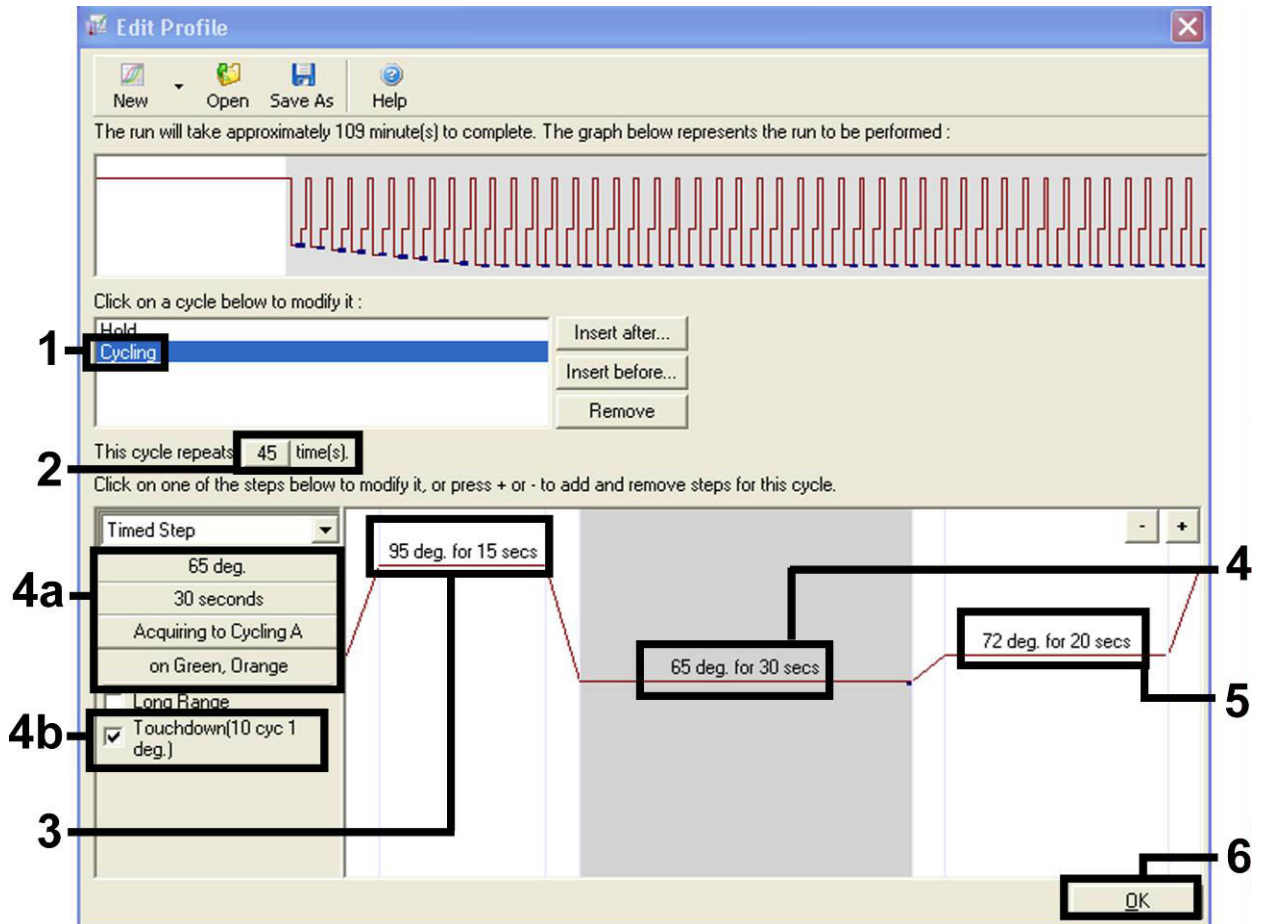 Edit Profile
New Open Save As Help
The run will take approximately 109 minute(s) to complete. The graph below represents the run to be performed :
Click on a cycle below to modify it :
Hold
1
Cycling
Insert after...
Insert before...
Remove
This cycle repeats 45 time(s).
2
Click on one of the steps below to modify it, or press + or - to add and remove steps for this cycle.
Timed Step
- +
95 deg. for 15 secs
4a
65 deg.
30 seconds
Acquiring to Cycling A
on Green, Orange
4
65 deg. for 30 secs
72 deg. for 20 secs
5
Long Range
4b
Touchdown(10 cyc 1
deg.)
3
6
OK